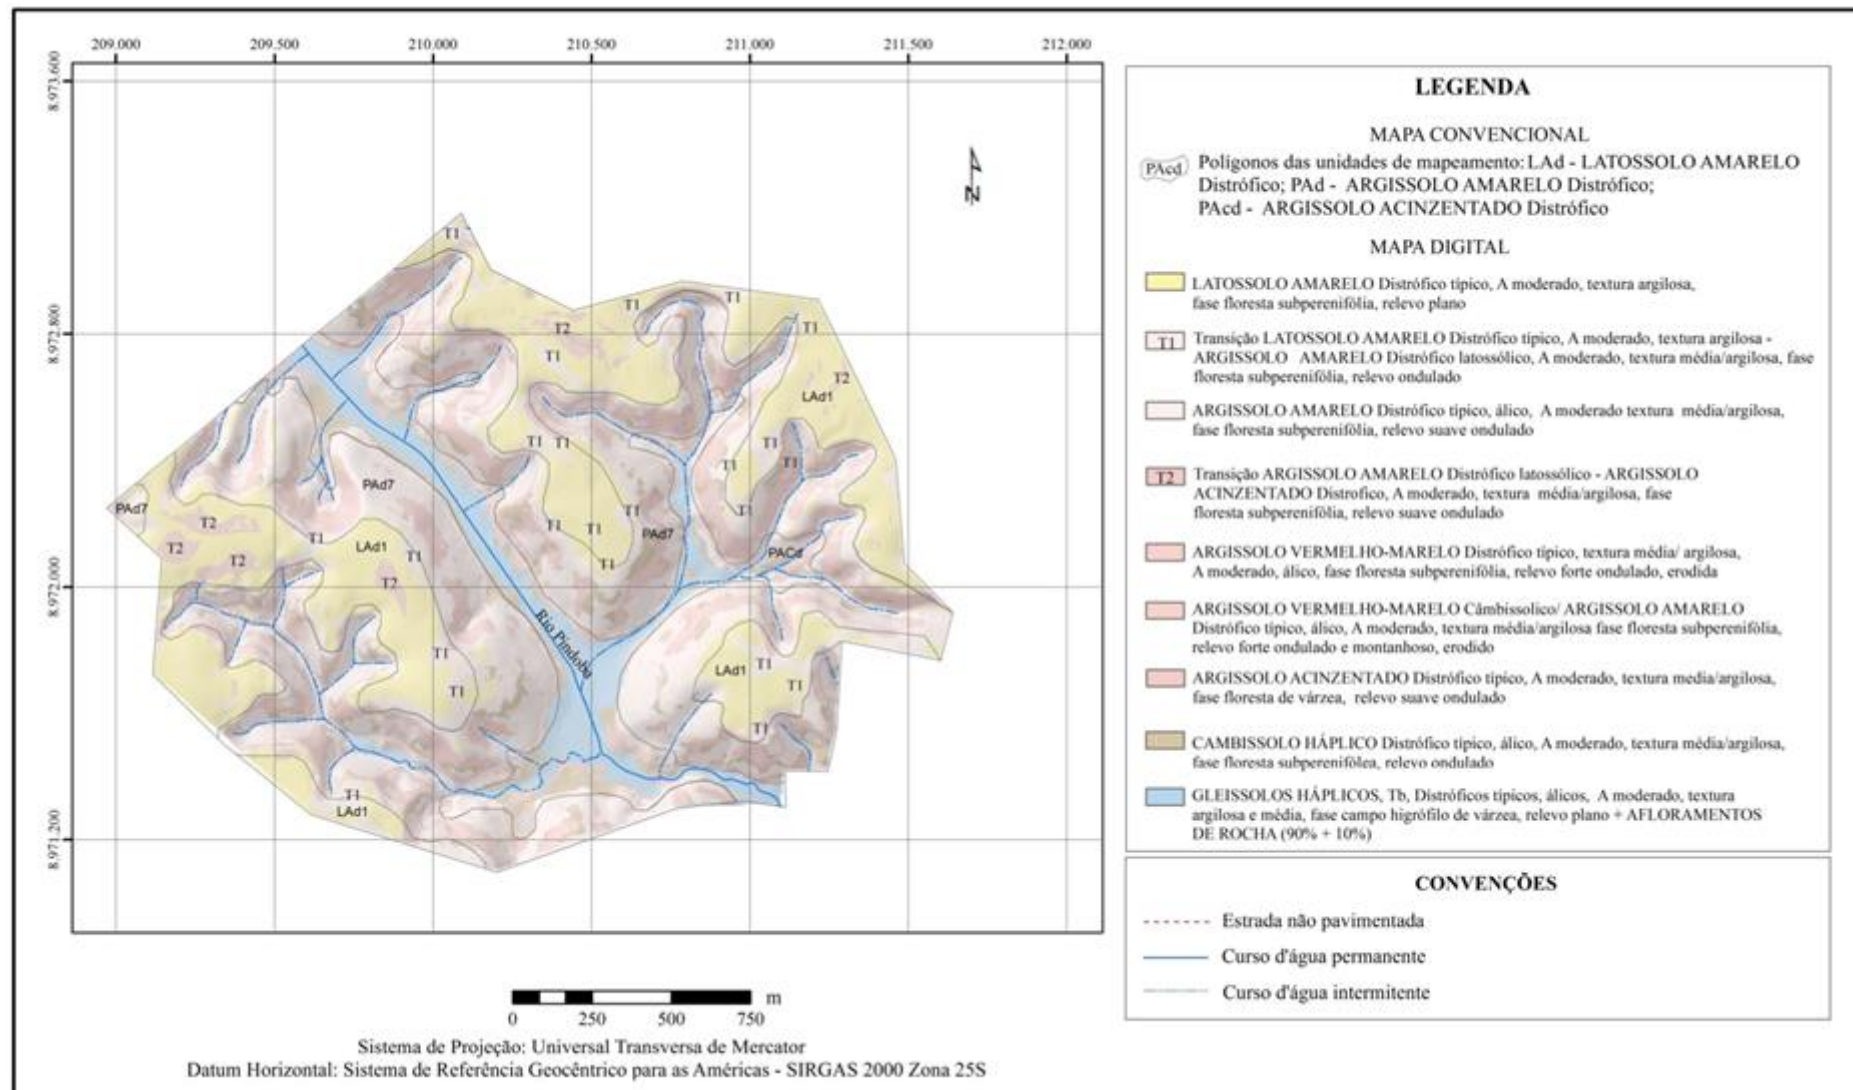 209.000 209.500 210.000 210.500 211.000 211.500 212.000
8.973.600
8.972.800
8.972.000
8.971.200
N
T1
T1
T1
T2
T1
T1
T2
LAd1
T1
T1
T1
T1
T1
PAd7
PAd7
T2
T1
T1
T1
T1
PAd7
T1
T2
LAd1
T1
T2
T1
PACd
T2
Rio Pindoba
T1
T1
LAd1
T1
T1
T1
T1
LAd1
0 250 500 750 m
Sistema de Projeção: Universal Transversa de Mercator
Datum Horizontal: Sistema de Referência Geocêntrico para as Américas - SIRGAS 2000 Zona 25S
LEGENDA
MAPA CONVENCIONAL
PAcd Polígonos das unidades de mapeamento: LAd - LATOSSOLO AMARELO
Distrófico; PAd - ARGISSOLO AMARELO Distrófico;
PAcd - ARGISSOLO ACINZENTADO Distrófico
MAPA DIGITAL
LATOSSOLO AMARELO Distrófico típico, A moderado, textura argilosa,
fase floresta subperenifólia, relevo plano
T1 Transição LATOSSOLO AMARELO Distrófico típico, A moderado, textura argilosa -
ARGISSOLO AMARELO Distrófico latossólico, A moderado, textura média/argilosa, fase
floresta subperenifólia, relevo ondulado
ARGISSOLO AMARELO Distrófico típico, álico, A moderado textura média/argilosa,
fase floresta subperenifólia, relevo suave ondulado
T2 Transição ARGISSOLO AMARELO Distrófico latossólico - ARGISSOLO
ACINZENTADO Distrofico, A moderado, textura média/argilosa, fase
floresta subperenifólia, relevo suave ondulado
ARGISSOLO VERMELHO-MARELO Distrófico típico, textura média/ argilosa,
A moderado, álico, fase floresta subperenifólia, relevo forte ondulado, erodida
ARGISSOLO VERMELHO-MARELO Câmbissolico/ ARGISSOLO AMARELO
Distrófico típico, álico, A moderado, textura média/argilosa fase floresta subperenifólia,
relevo forte ondulado e montanhoso, erodido
ARGISSOLO ACINZENTADO Distrófico típico, A moderado, textura media/argilosa,
fase floresta de várzea, relevo suave ondulado
CAMBISSOLO HÁPLICO Distrófico típico, álico, A moderado, textura média/argilosa,
fase floresta subperenifólea, relevo ondulado
GLEISSOLOS HÁPLICOS, Tb, Distróficos típicos, álicos, A moderado, textura
argilosa e média, fase campo higrófilo de várzea, relevo plano + AFLORAMENTOS
DE ROCHA (90% + 10%)
CONVENÇÕES
Estrada não pavimentada
Curso d'água permanente
Curso d'água intermitente